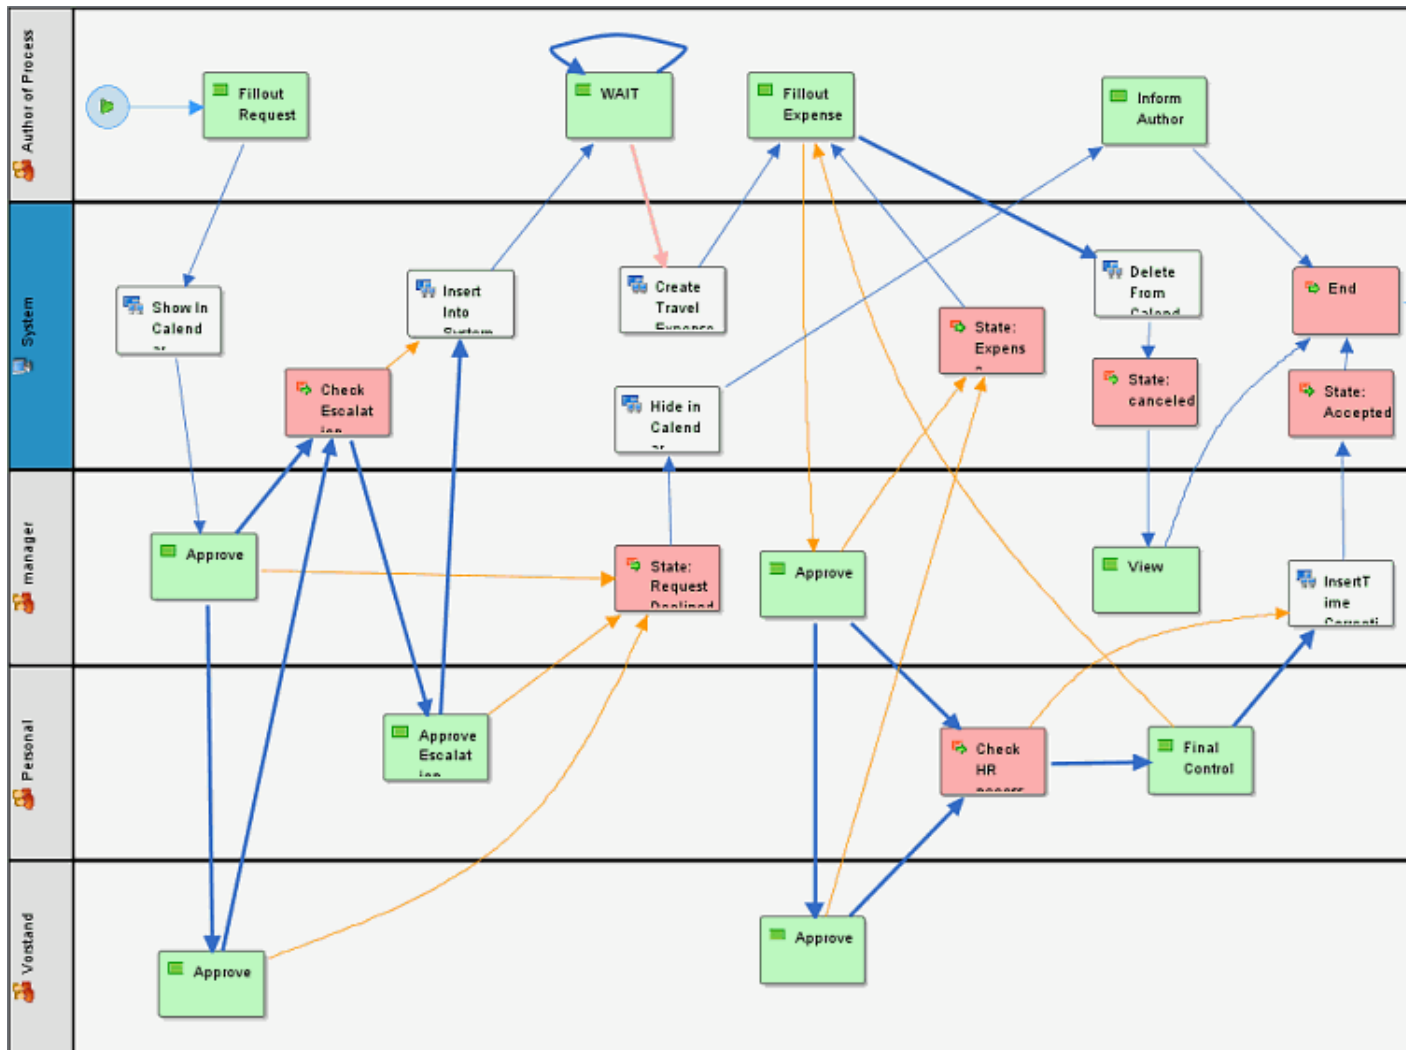 Author of Process
Fillout
Request
WAIT
Fillout
Expense
Inform
Author
System
Show In
Calend
Insert
Into
Create
Travel
Delete
From
End
State:
Expens
Check
Escalat
Hide in
Calend
State:
canceled
State:
Accepted
manager
Approve
State:
Request
Approve
View
InsertT
ime
Personal
Approve
Escalat
Check
HR
Final
Control
Vorstand
Approve
Approve